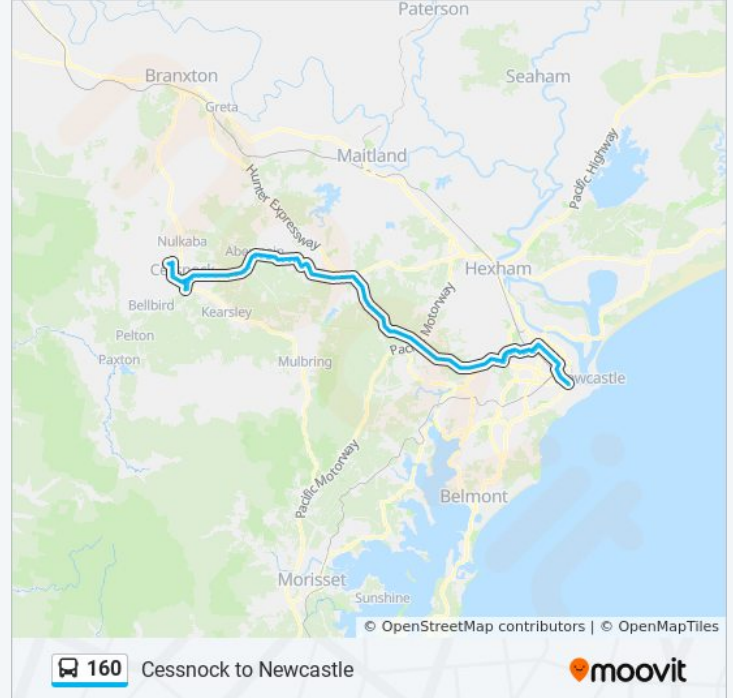 Paterson
Branxton
Seaham
Greta
Maitland
Pacific Highway
Hunter Expressway
Nulkaba
Hexham
Bellbird
Kearsley
Motorway
Pelton
Paxton
Mulbring
Pacific Motorway
Belmont
Morisset
Sunshine
© OpenStreetMap contributors | © OpenMapTiles
160 Cessnock to Newcastle
moovit